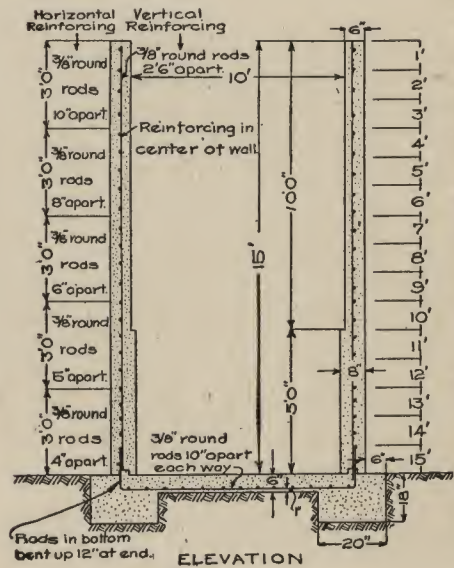 Horizontal Vertical
Reinforcing Reinforcing
3/8" round rods
2'6" apart.
10'
6"
3'0"
3/8" round
rods
10" apart.
Reinforcing in
center of wall
3'0"
3/8" round
rods
8" apart.
3'0"
3/8" round
rods
6" apart.
3'0"
3/8" round
rods
5" apart.
3'0"
3/8" round
rods
4" apart
15'
10'0"
5'0"
8"
1'
2'
3'
4'
5'
6'
7'
8'
9'
10'
11'
12'
13'
14'
15'
3/8" round
rods 10" apart
each way
6"
6"
18"
20"
Rods in bottom
bent up 12" at end.
ELEVATION